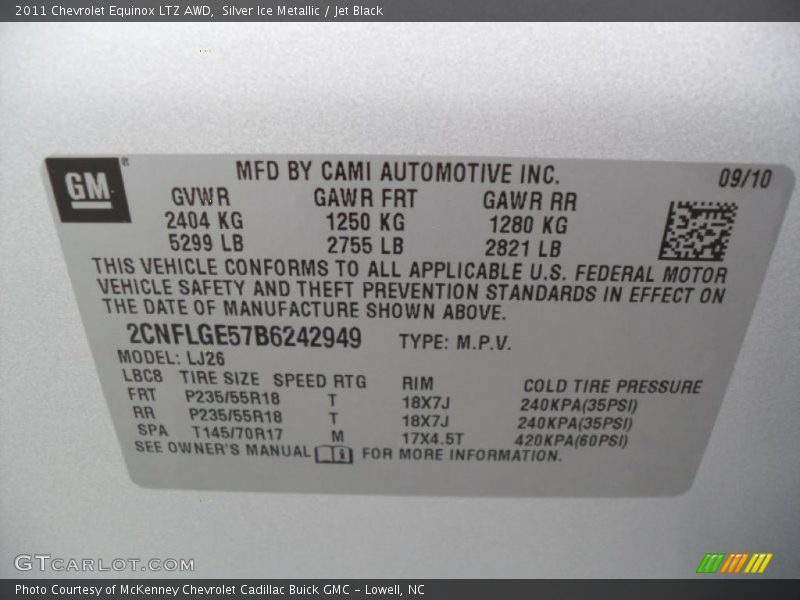 2011 Chevrolet Equinox LTZ AWD, Silver Ice Metallic / Jet Black
GM®
MFD BY CAMI AUTOMOTIVE INC. 09/10
GVWR GAWR FRT GAWR RR
2404 KG 1250 KG 1280 KG
5299 LB 2755 LB 2821 LB
THIS VEHICLE CONFORMS TO ALL APPLICABLE U.S. FEDERAL MOTOR
VEHICLE SAFETY AND THEFT PREVENTION STANDARDS IN EFFECT ON
THE DATE OF MANUFACTURE SHOWN ABOVE.
2CNFLGE57B6242949 TYPE: M.P.V.
MODEL: LJ26
LBC8 TIRE SIZE SPEED RTG RIM COLD TIRE PRESSURE
FRT P235/55R18 T 18X7J 240KPA(35PSI)
RR P235/55R18 T 18X7J 240KPA(35PSI)
SPA T145/70R17 M 17X4.5T 420KPA(60PSI)
SEE OWNER'S MANUAL FOR MORE INFORMATION.
GTCARLOT.COM
Photo Courtesy of McKenney Chevrolet Cadillac Buick GMC – Lowell, NC